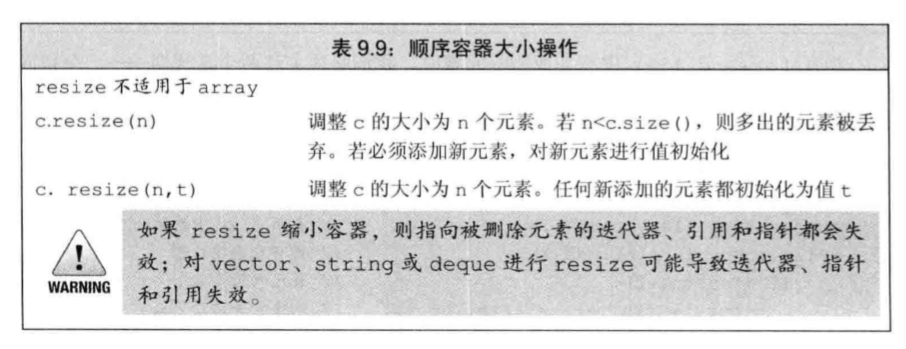 表 9.9：顺序容器大小操作
resize 不适用于 array
c.resize(n) 调整 c 的大小为 n 个元素。若 n<c.size()，则多出的元素被丢
弃。若必须添加新元素，对新元素进行值初始化
c. resize(n,t) 调整 c 的大小为 n 个元素。任何新添加的元素都初始化为值 t
如果 resize 缩小容器，则指向被删除元素的迭代器、引用和指针都会失
效；对 vector、string 或 deque 进行 resize 可能导致迭代器、指针
和引用失效。
WARNING